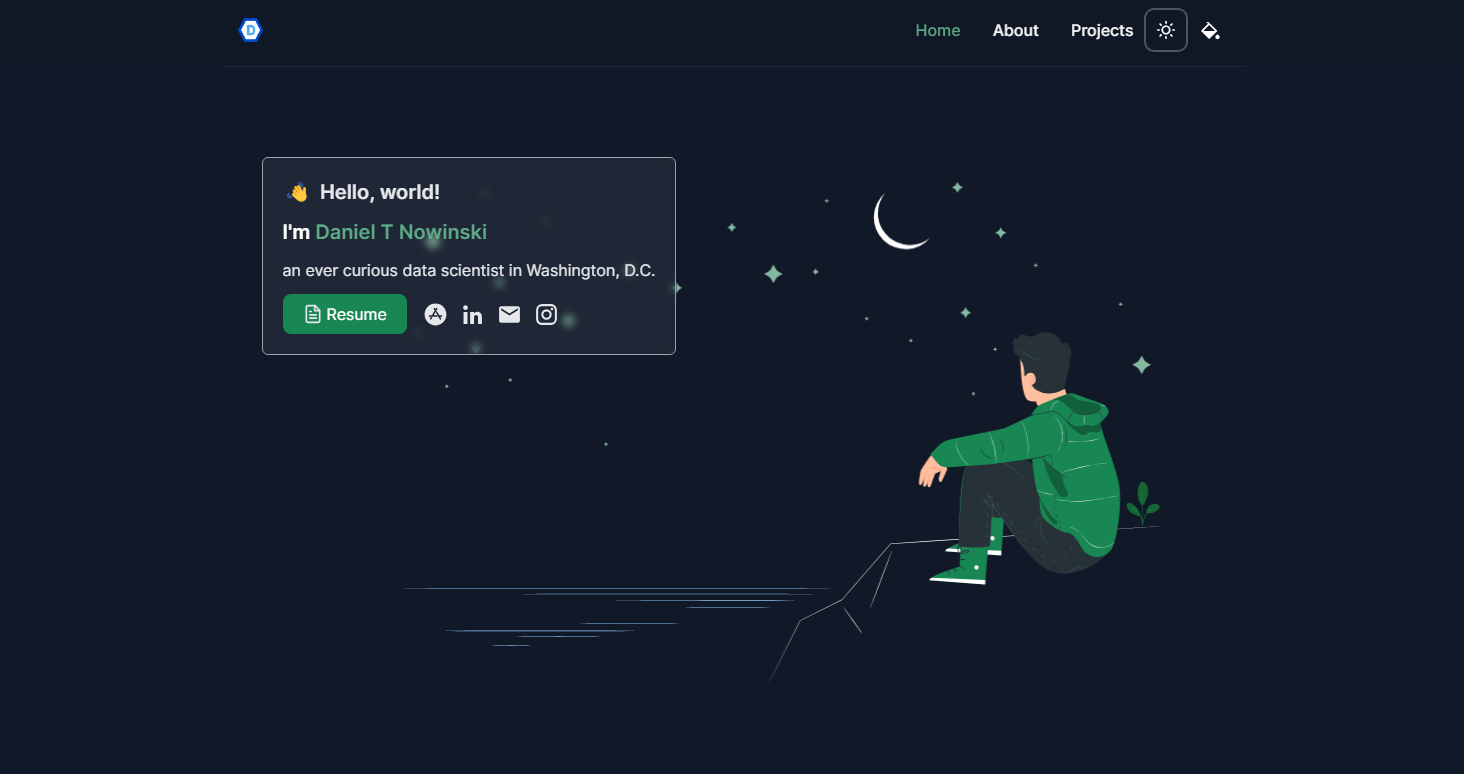 D
Home About Projects
👋 Hello, world!
I'm Daniel T Nowinski
an ever curious data scientist in Washington, D.C.
Resume